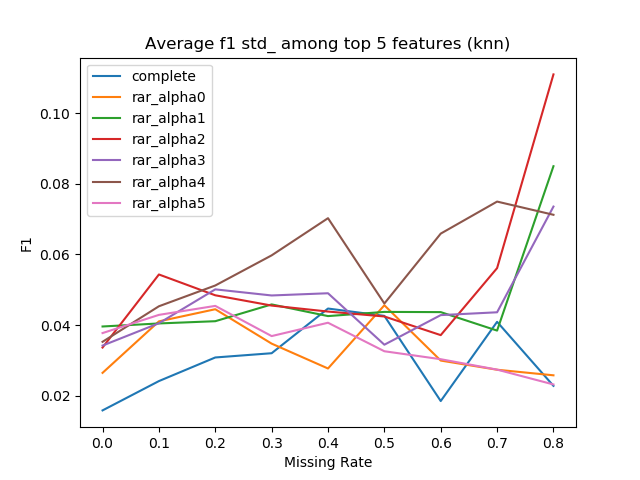 Average f1 std_ among top 5 features (knn)
complete
rar_alpha0
rar_alpha1
rar_alpha2
rar_alpha3
rar_alpha4
rar_alpha5
0.10
0.08
0.06
0.04
0.02
F1
0.0 0.1 0.2 0.3 0.4 0.5 0.6 0.7 0.8
Missing Rate